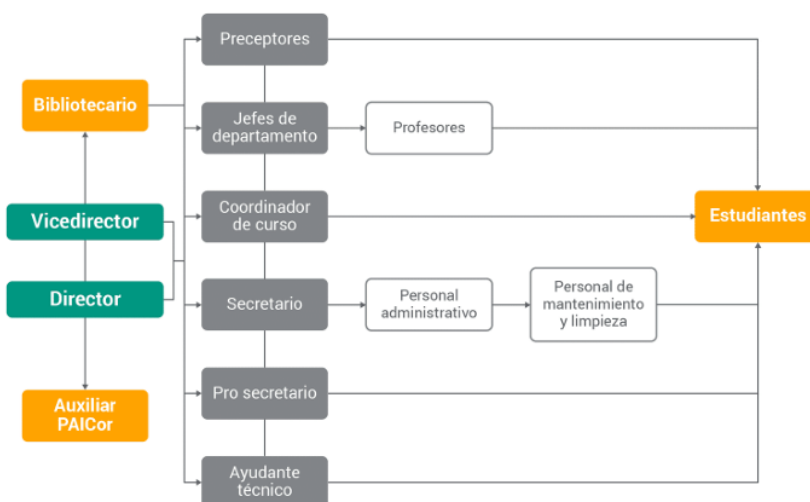 Preceptores
Bibliotecario
Jefes de
departamento
Profesores
Vicedirector
Coordinador
de curso
Estudiantes
Director
Secretario
Personal
administrativo
Personal de
mantenimiento
y limpieza
Auxiliar
PAICor
Pro secretario
Ayudante
técnico